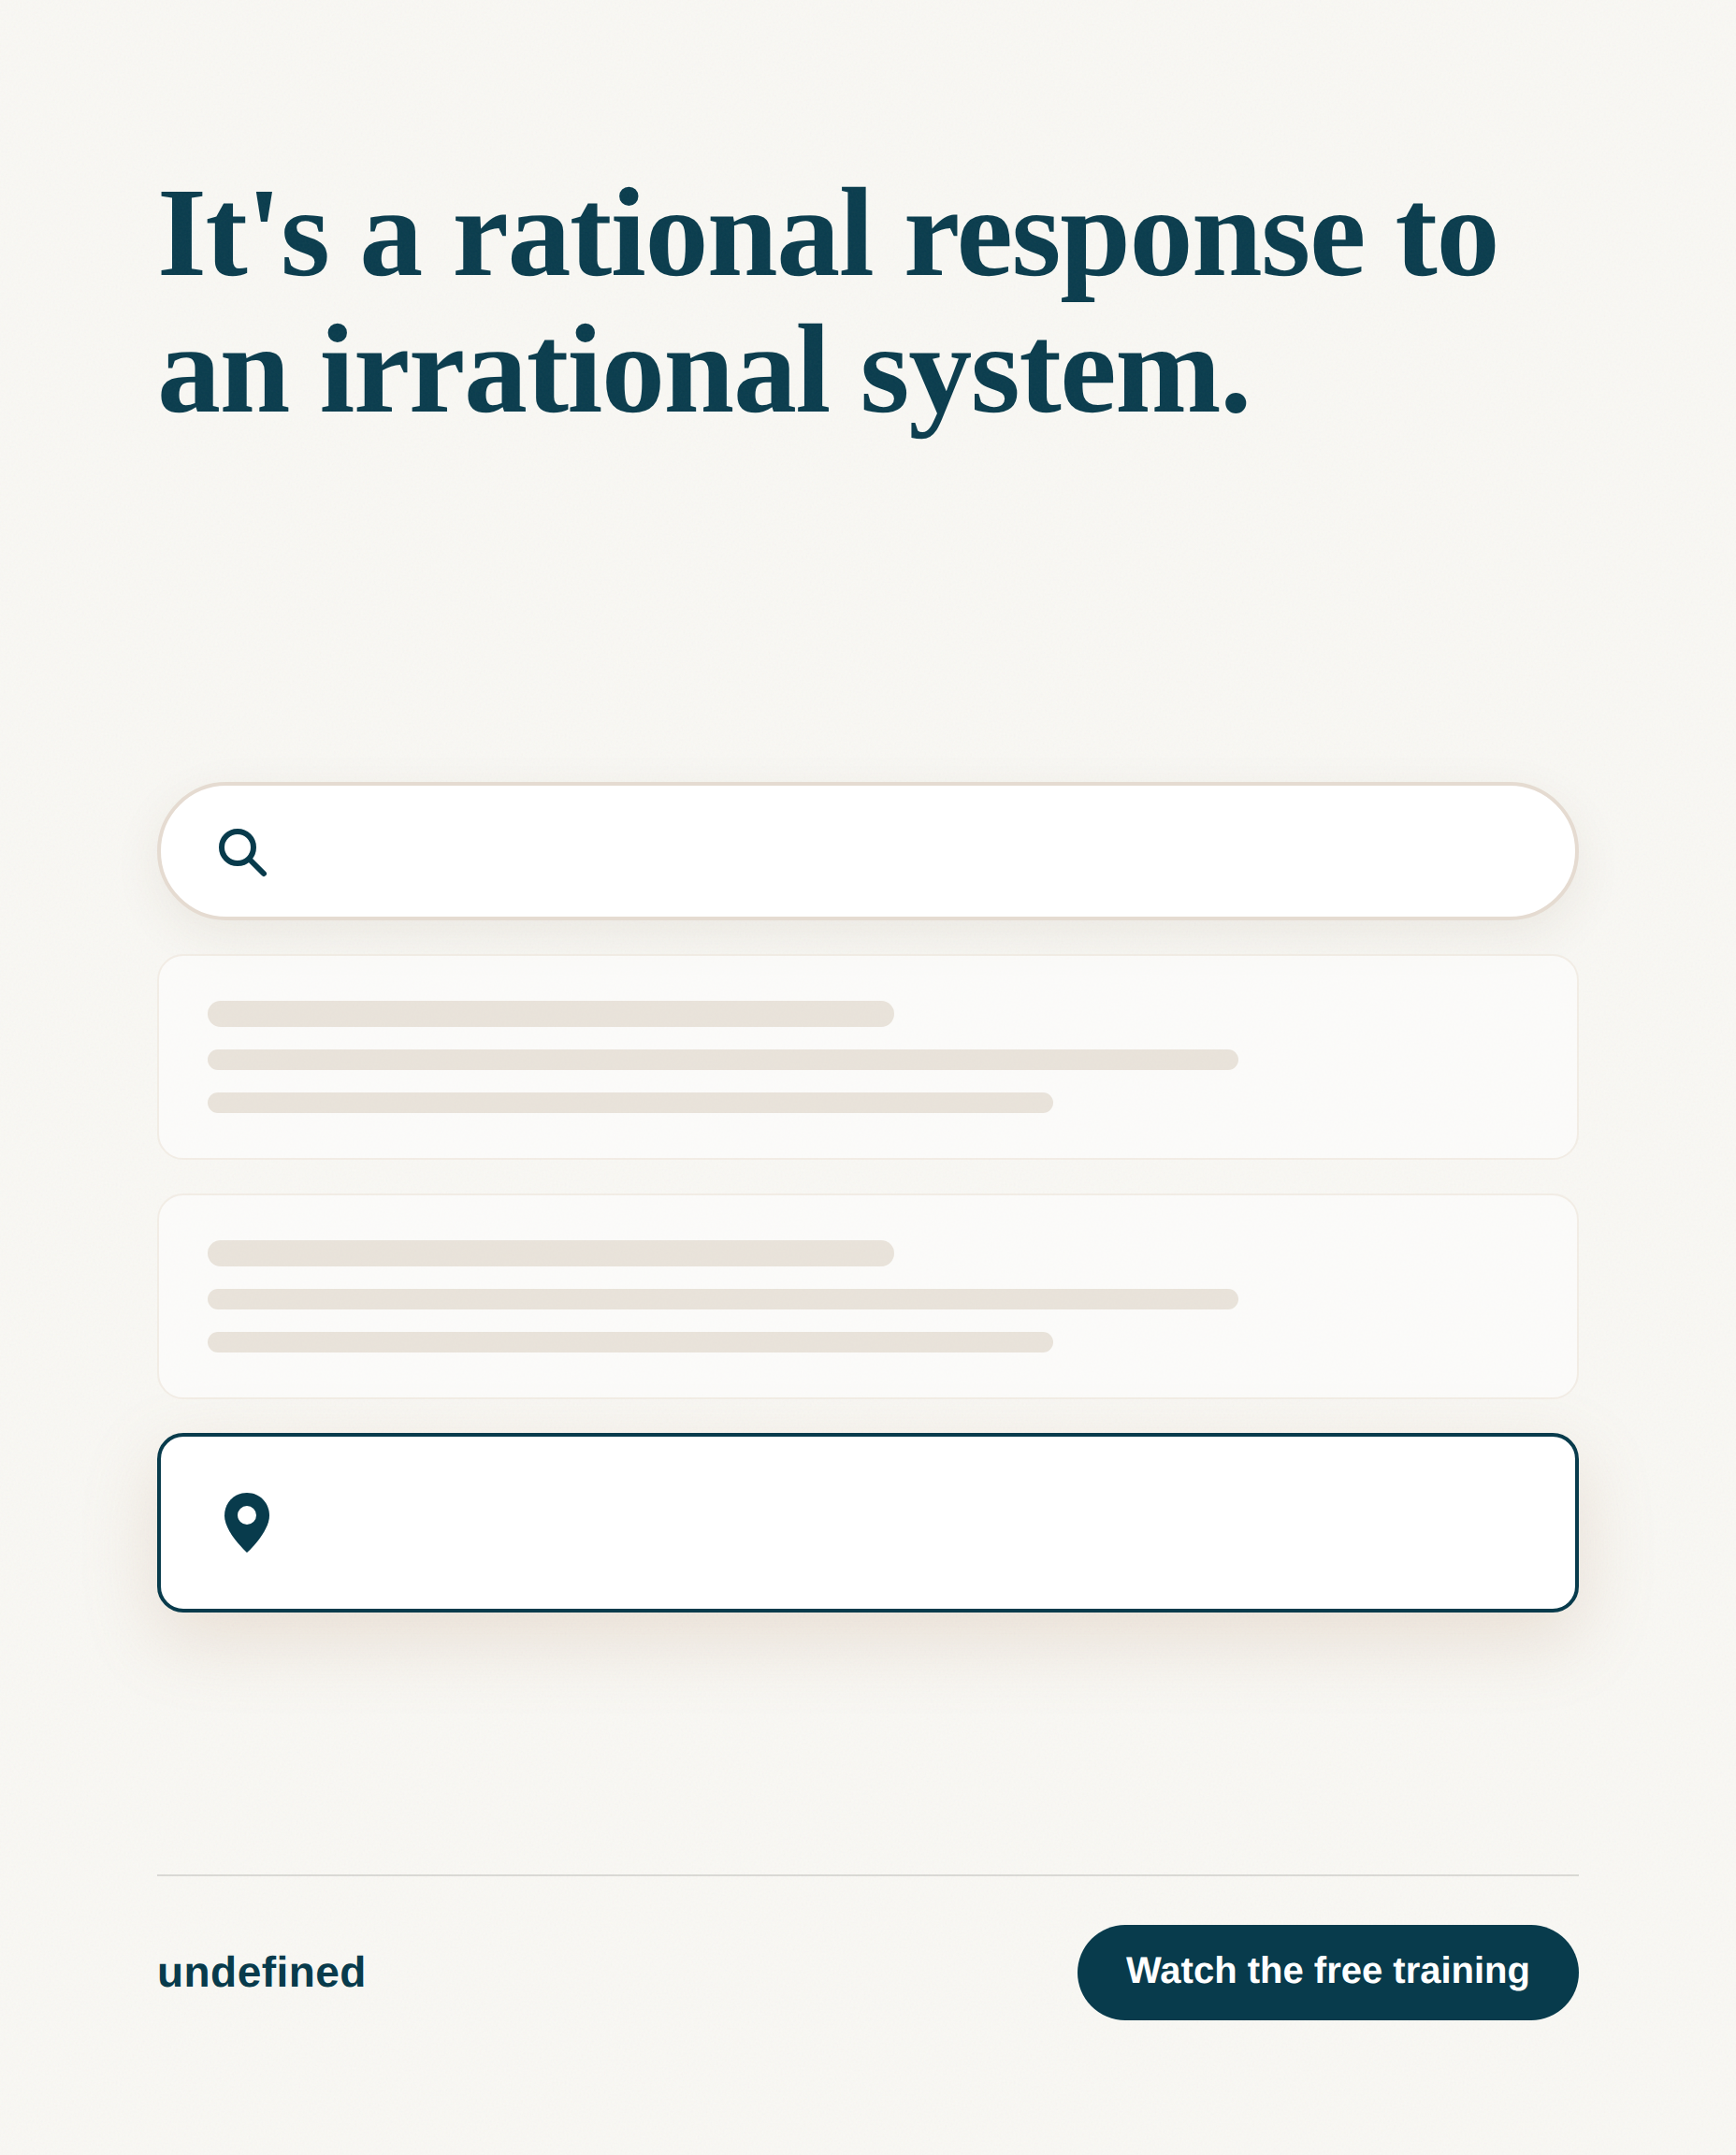 It's a rational response to
an irrational system.
undefined
Watch the free training